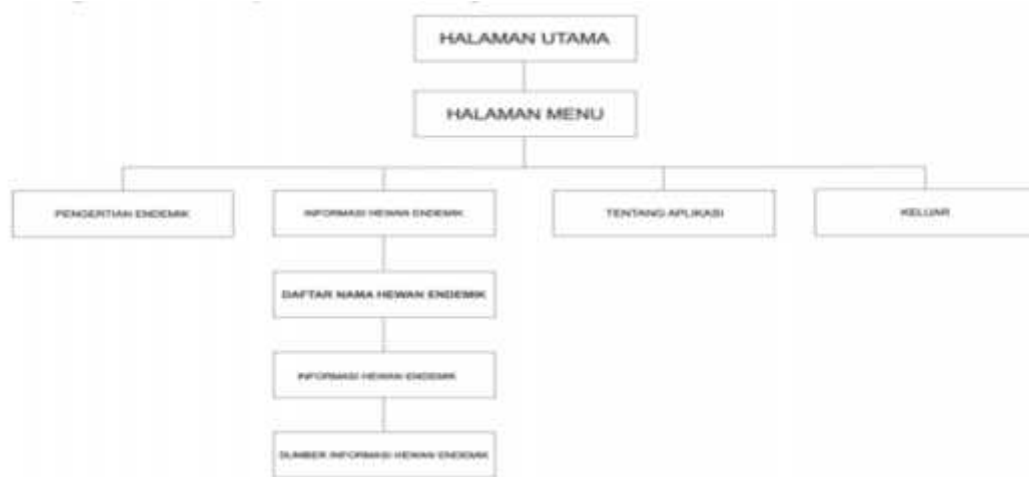 HALAMAN UTAMA
HALAMAN MENU
PENGERTIAN ENDEMIK
INFORMASI HEWAN ENDEMIK
TENTANG APLIKASI
KELUAR
DAFTAR NAMA HEWAN ENDEMIK
INFORMASI HEWAN ENDEMIK
SUMBER INFORMASI HEWAN ENDEMIK